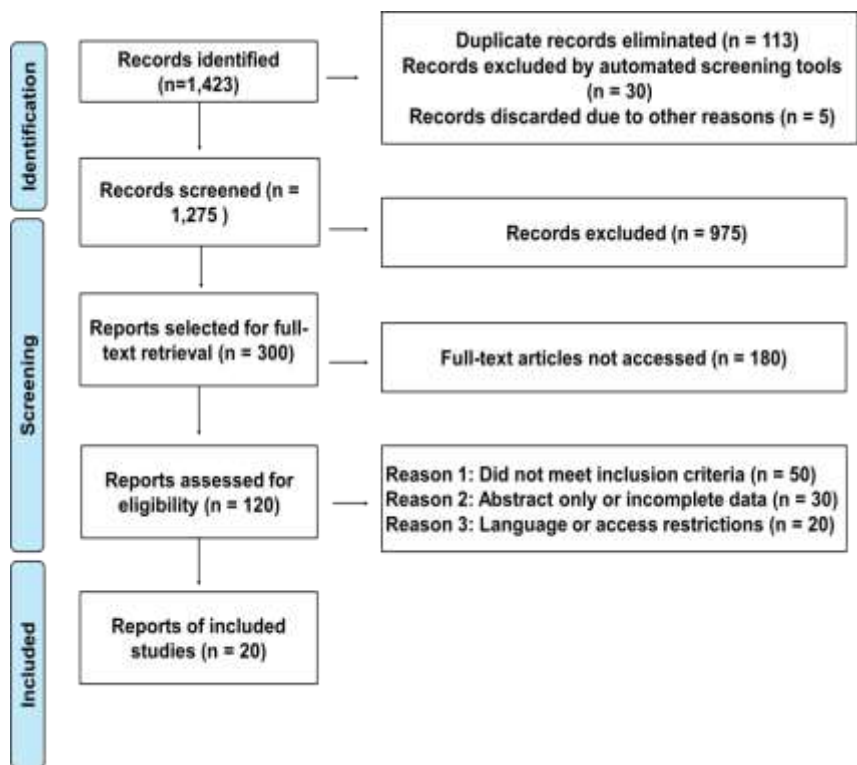 Identification
Records identified
(n=1,423)
Duplicate records eliminated (n = 113)
Records excluded by automated screening tools
(n = 30)
Records discarded due to other reasons (n = 5)
Records screened (n =
1,275 )
Records excluded (n = 975)
Screening
Reports selected for full-
text retrieval (n = 300)
Full-text articles not accessed (n = 180)
Reports assessed for
eligibility (n = 120)
Reason 1: Did not meet inclusion criteria (n = 50)
Reason 2: Abstract only or incomplete data (n = 30)
Reason 3: Language or access restrictions (n = 20)
Included
Reports of included
studies (n = 20)